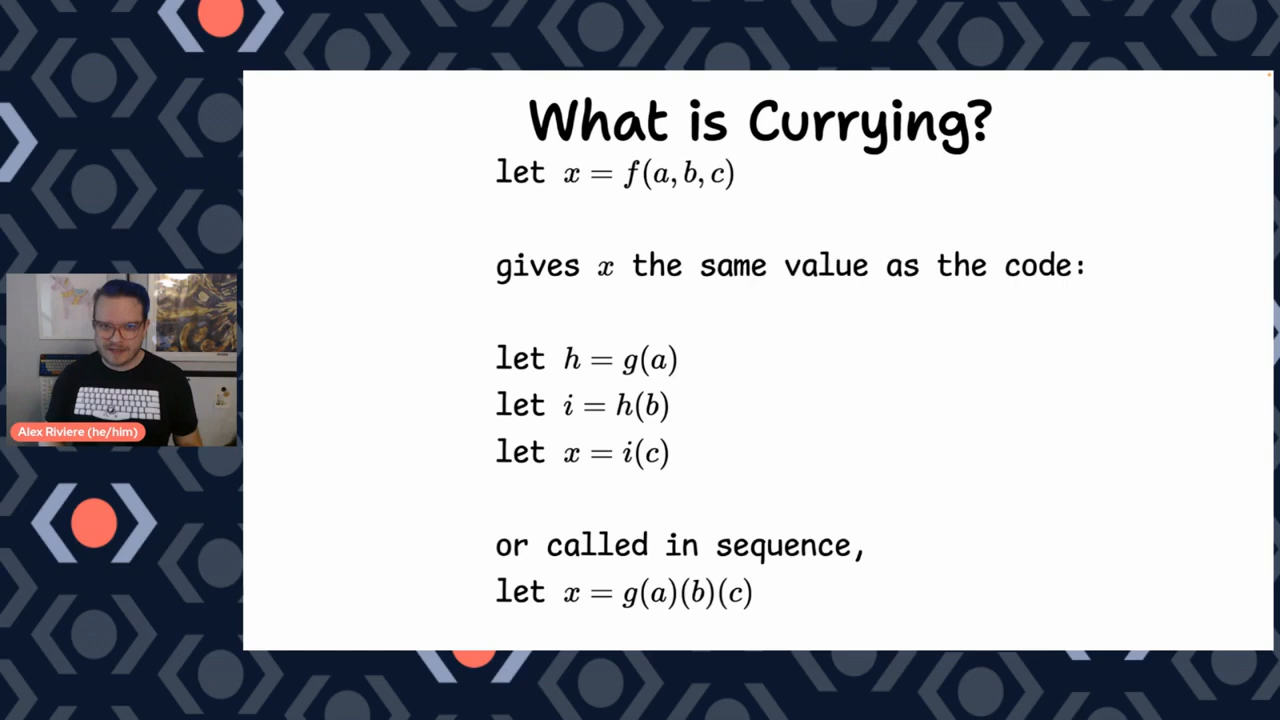 What is Currying?
let x = f(a, b, c)
gives x the same value as the code:
let h = g(a)
let i = h(b)
let x = i(c)
or called in sequence,
let x = g(a)(b)(c)
Alex Riviere (he/him)